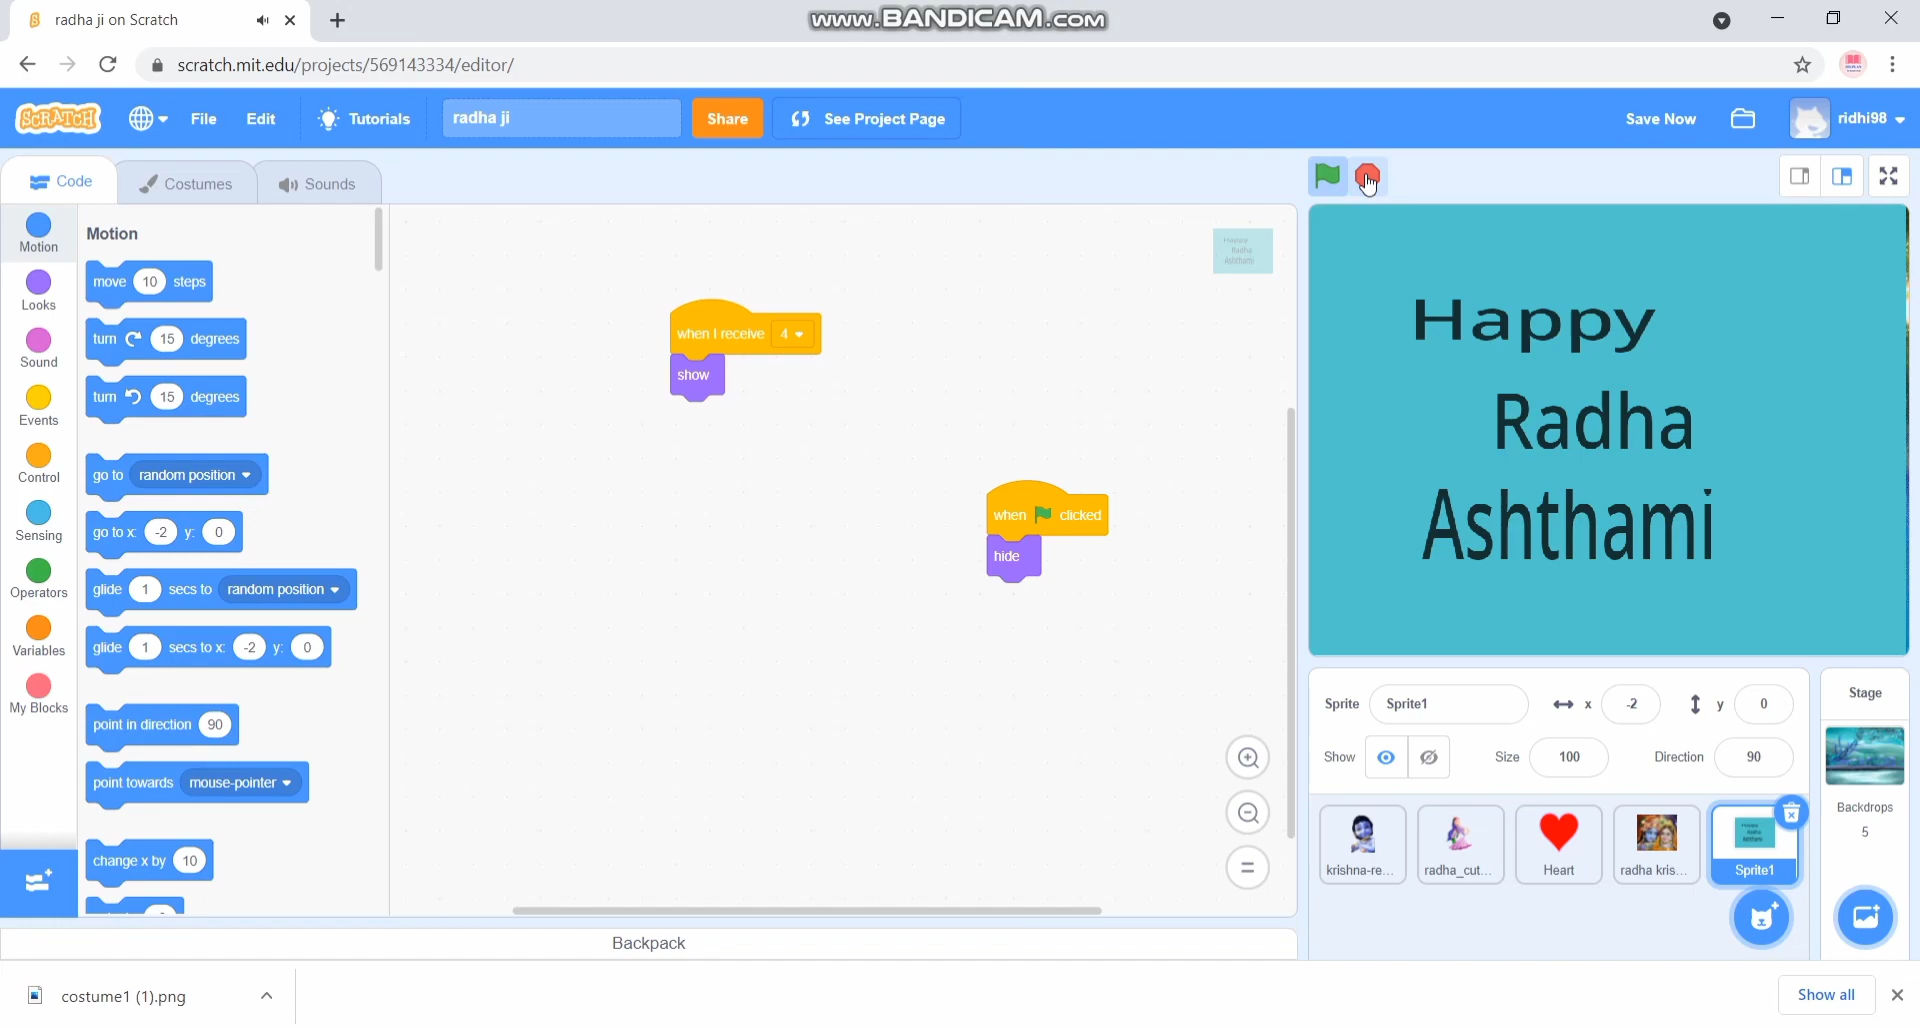 radha ji on Scratch
www.BANDICAM.com
scratch.mit.edu/projects/569143334/editor/
SCRATCH
File
Edit
Tutorials
radha ji
Share
See Project Page
Save Now
ridhi98
Code
Costumes
Sounds
Motion
Looks
Sound
Events
Control
Sensing
Operators
Variables
My Blocks
Motion
move 10 steps
turn 15 degrees
turn 15 degrees
go to random position
go to x: -2 y: 0
glide 1 secs to random position
glide 1 secs to x: -2 y: 0
point in direction 90
point towards mouse-pointer
change x by 10
when I receive 4
show
when clicked
hide
Happy
Radha
Ashthami
Happy
Radha
Ashthami
Sprite Sprite1 x -2 y 0
Show Size 100 Direction 90
krishna-re...
radha_cut...
Heart
radha kris...
Happy
Radha
Ashthami
Sprite1
Stage
Backdrops
5
Backpack
costume1 (1).png
Show all